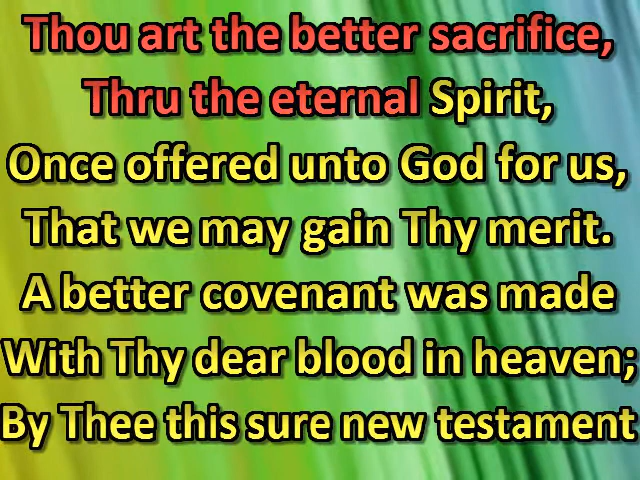 Thou art the better sacrifice,
Thru the eternal Spirit,
Once offered unto God for us,
That we may gain Thy merit.
A better covenant was made
With Thy dear blood in heaven;
By Thee this sure new testament